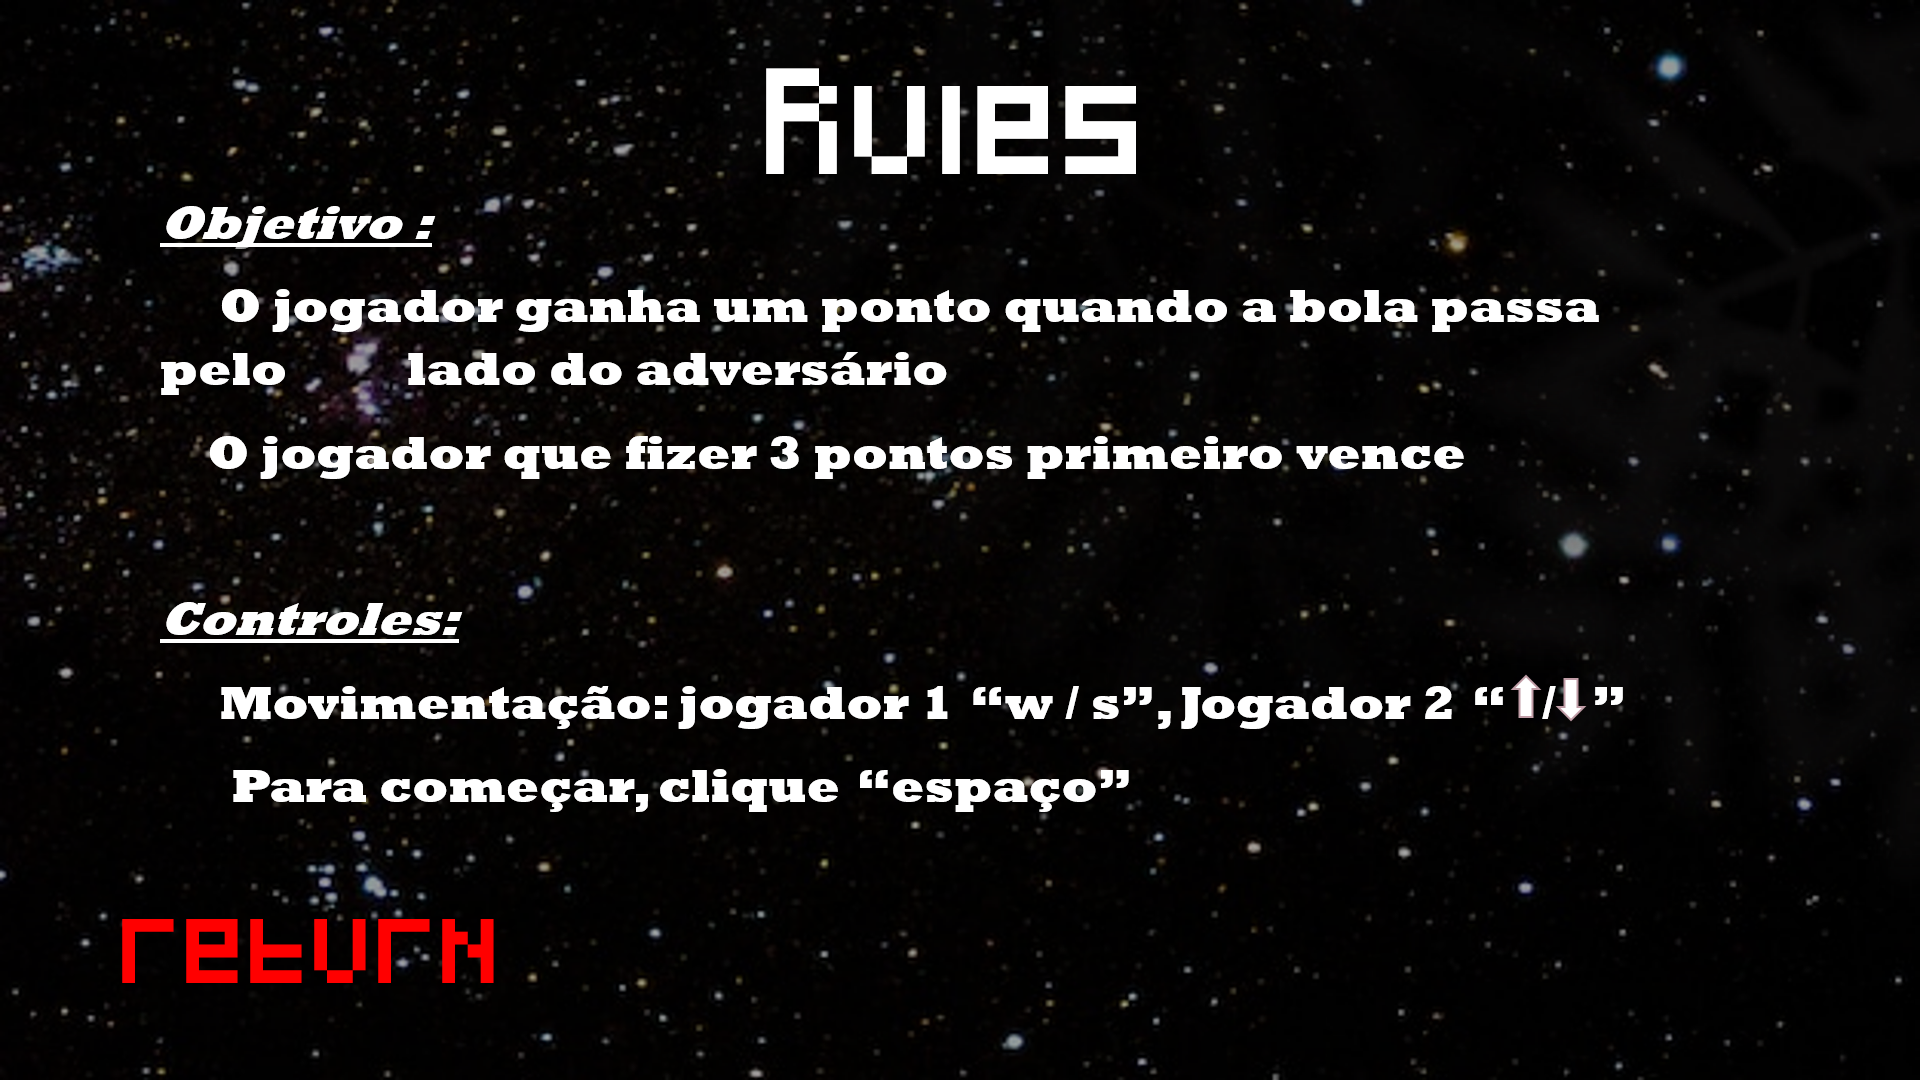 Rules
Objetivo :
O jogador ganha um ponto quando a bola passa
pelo lado do adversário
O jogador que fizer 3 pontos primeiro vence
Controles:
Movimentação: jogador 1 “w / s”, Jogador 2 “⬆/⬇”
Para começar, clique “espaço”
return